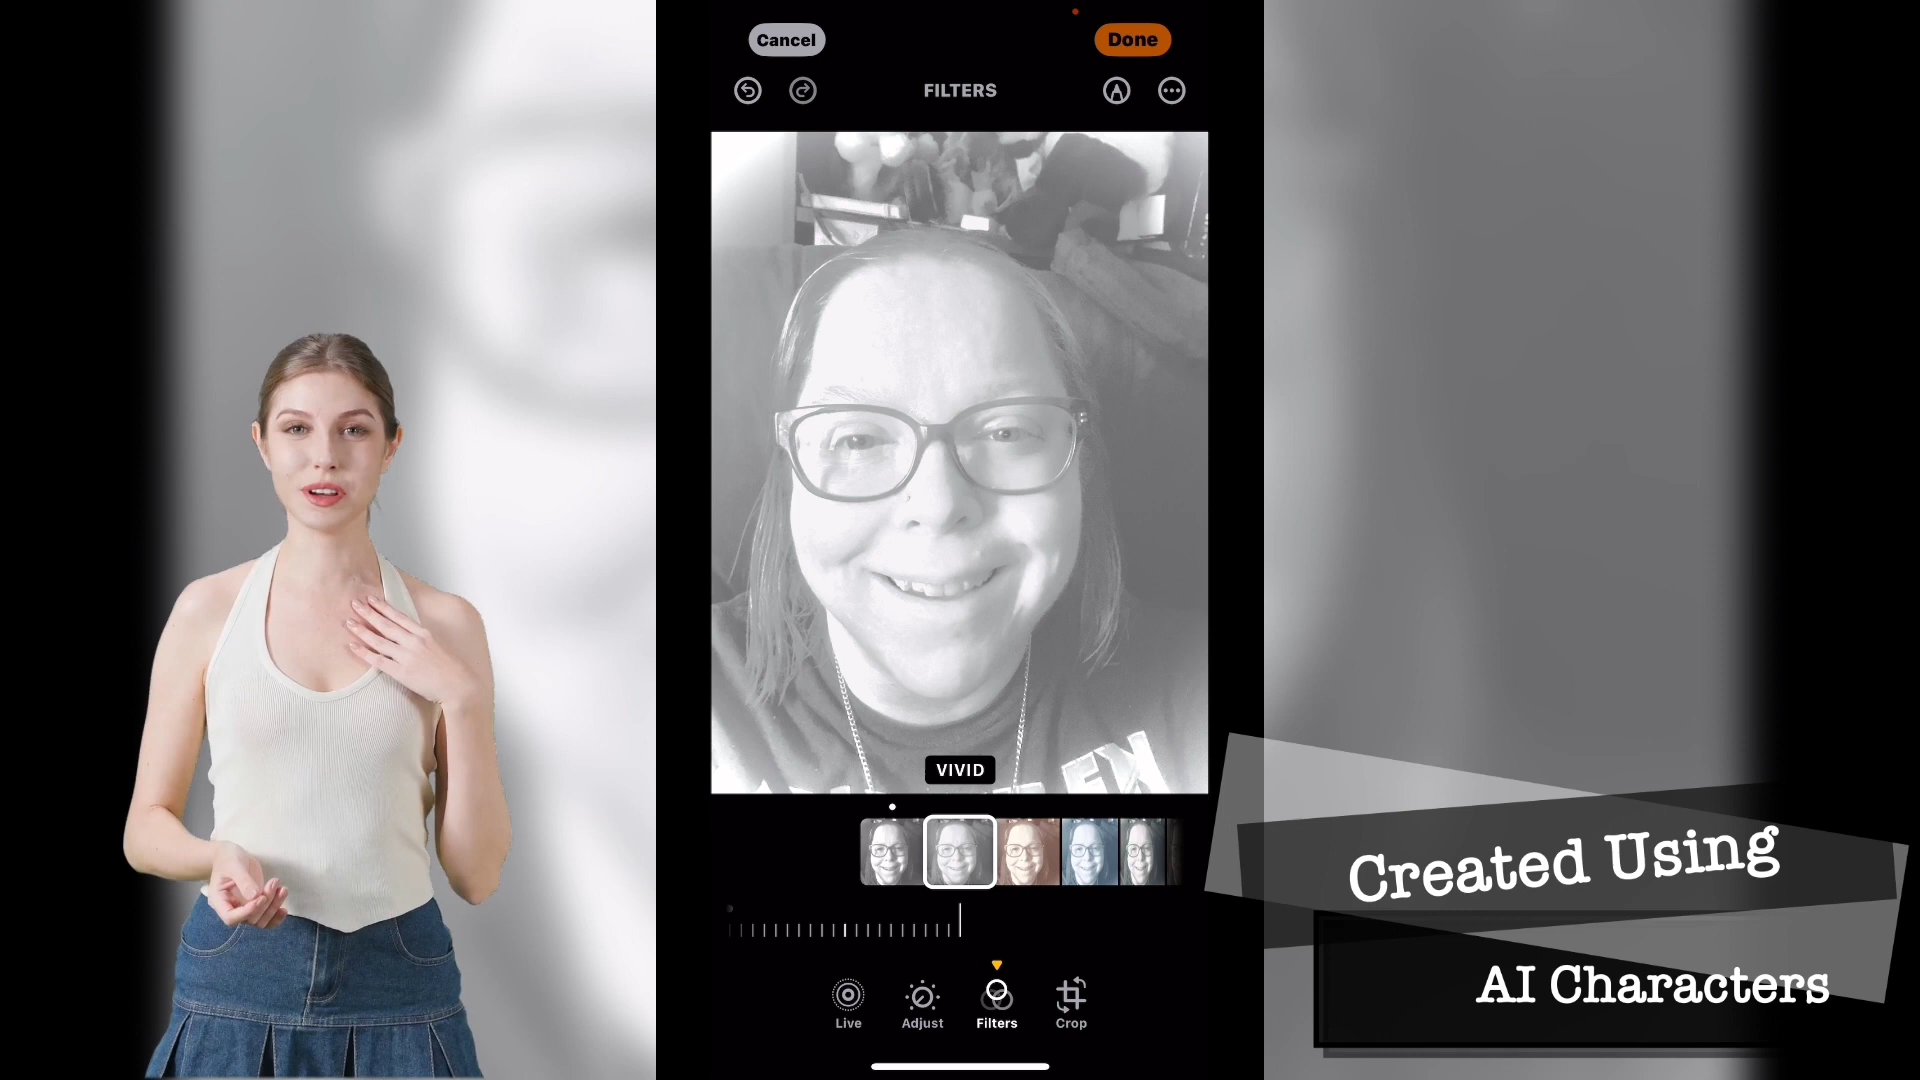 Cancel
Done
FILTERS
VIVID
Live
Adjust
Filters
Crop
Created Using
AI Characters